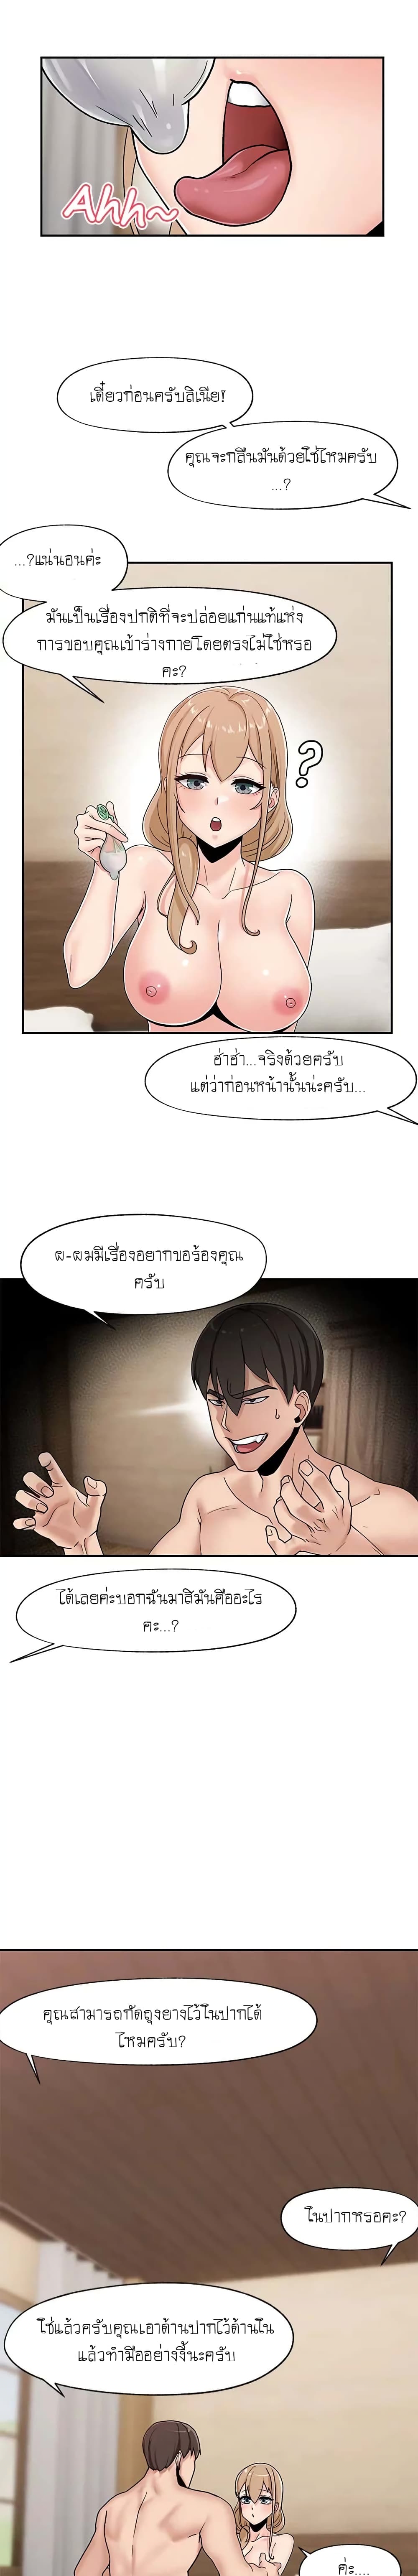 Ahh~
เดี๋ยวก่อนครับลิเนีย!
คุณจะกลืนมันด้วยใช่ไหมครับ
...?
...?แน่นอนค่ะ
มันเป็นเรื่องปกติที่จะปล่อยแก่นแท้แห่ง
การขอบคุณเข้าร่างกายโดยตรงไม่ใช่หรอ
คะ?
?
ฮ่าฮ่า...จริงด้วยครับ
แต่ว่าก่อนหน้านั้นน่ะครับ...
ผ-ผมมีเรื่องอยากขอร้องคุณ
ครับ
ได้เลยค่ะบอกฉันมาสิมันคืออะไร
คะ...?
คุณสามารถกัดถุงยางไว้ในปากได้
ไหมครับ?
ในปากหรอคะ?
ใช่แล้วครับคุณเอาด้านปากไว้ด้านใน
แล้วทำมืออย่างงี้นะครับ
ค่ะ....